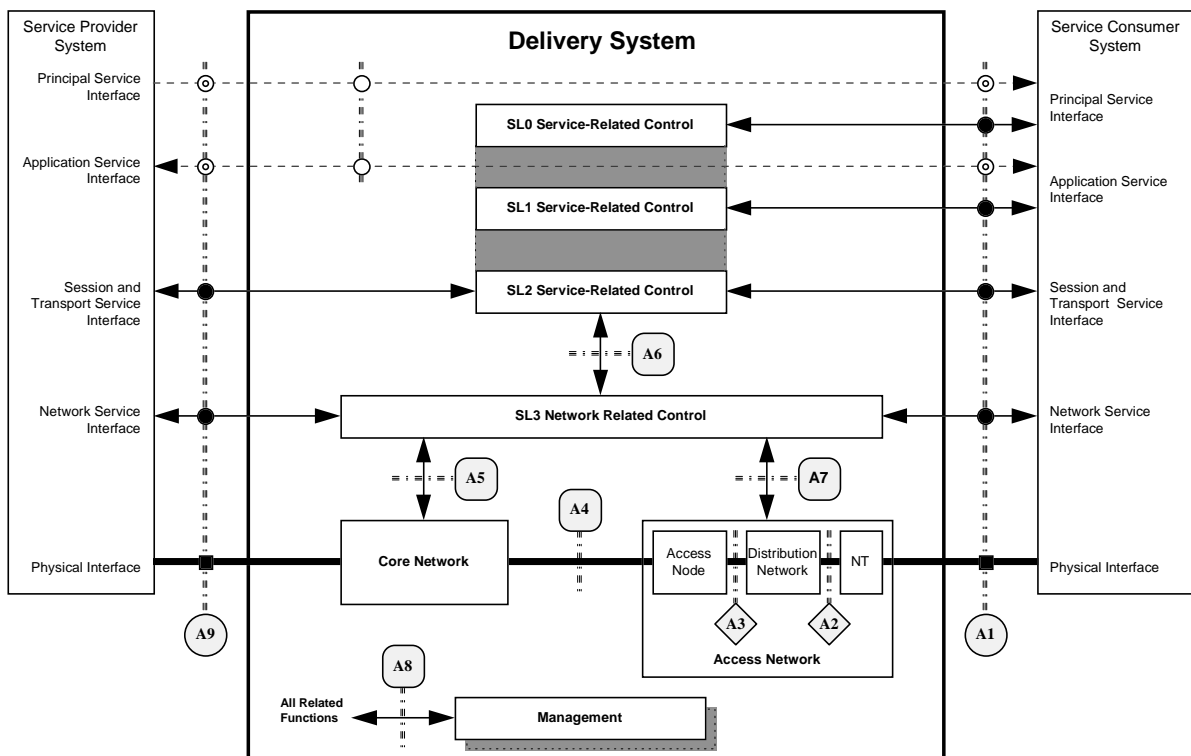 Service Provider
System
Delivery System
Service Consumer
System
Principal Service
Interface
Principal Service
Interface
SL0 Service-Related Control
Application Service
Interface
Application Service
Interface
SL1 Service-Related Control
Session and
Transport Service
Interface
SL2 Service-Related Control
Session and
Transport Service
Interface
A6
Network Service
Interface
SL3 Network Related Control
Network Service
Interface
A5
A7
A4
Core Network
Access
Node
Distribution
Network
NT
Physical Interface
Physical Interface
A9
A3
A2
A1
Access Network
A8
All Related
Functions
Management